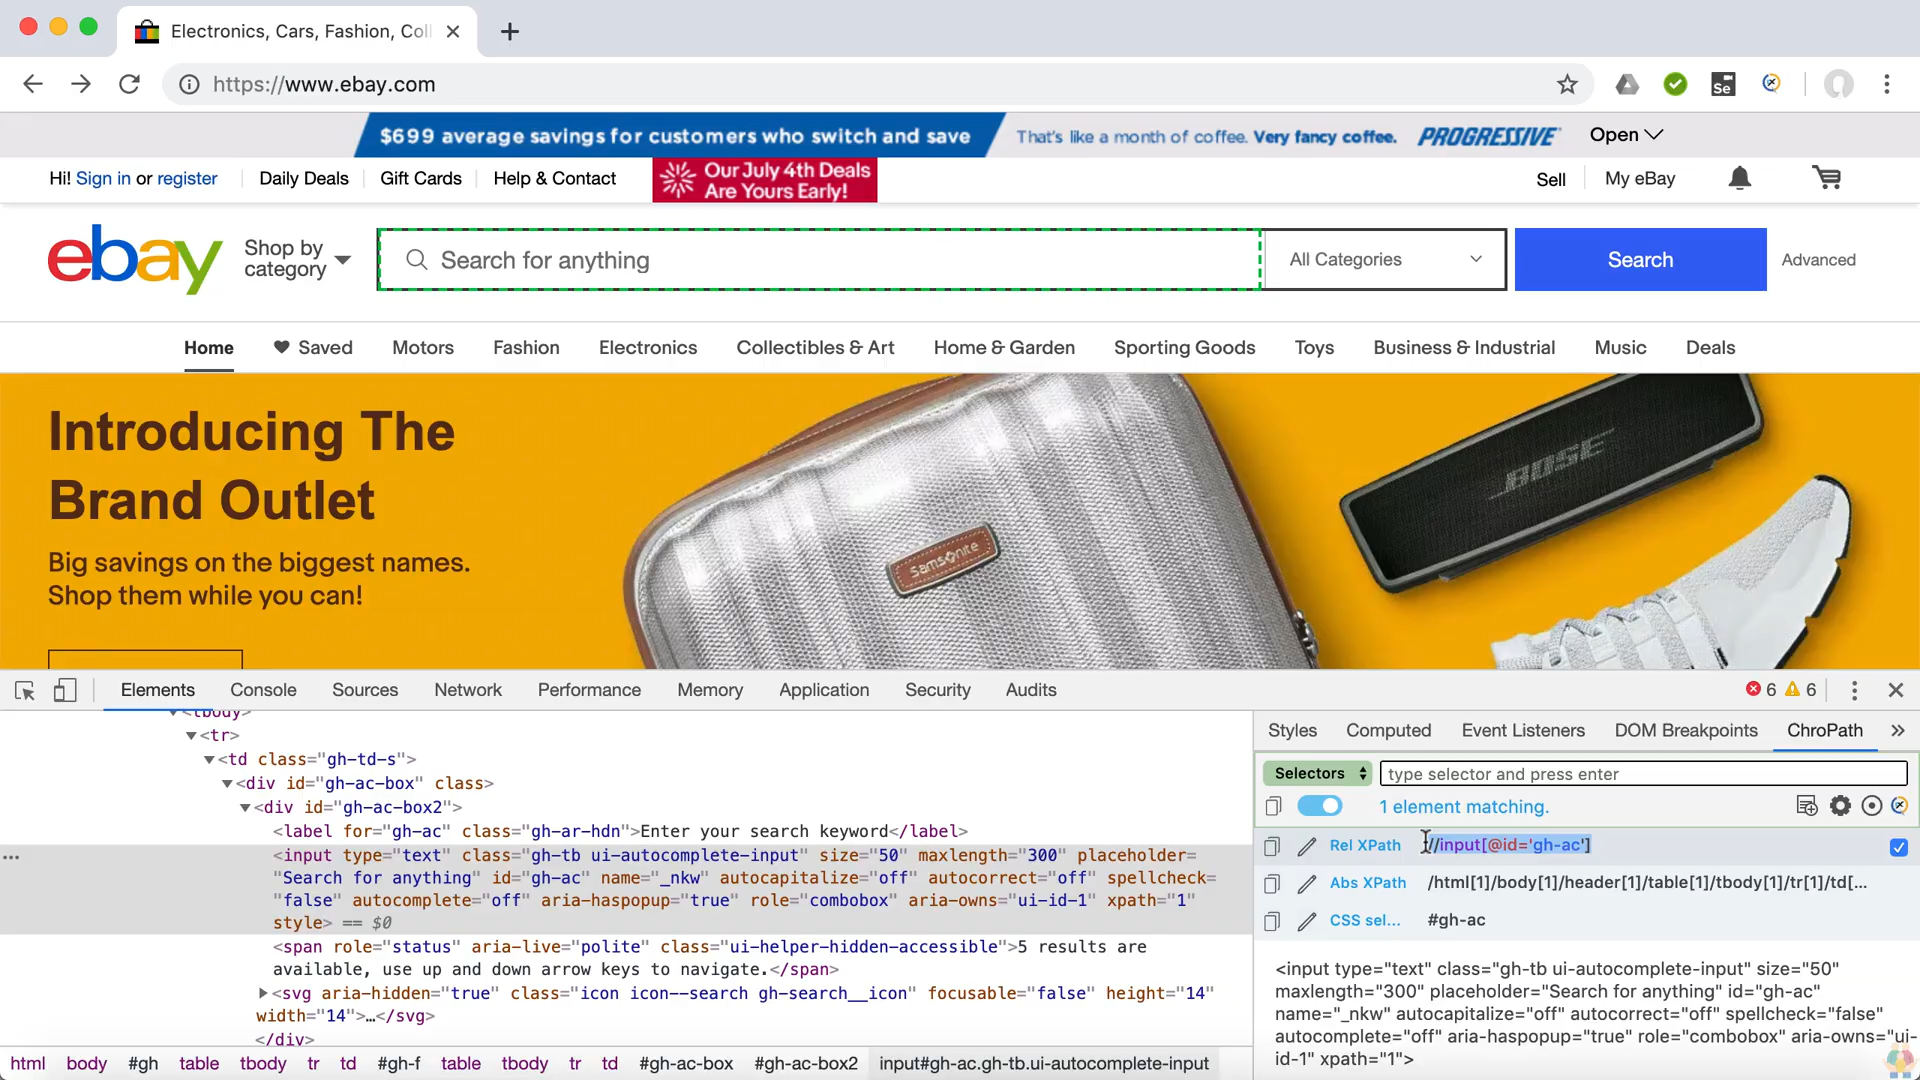 Electronics, Cars, Fashion, Coll
https://www.ebay.com
Se
$699 average savings for customers who switch and save
That's like a month of coffee. Very fancy coffee.
PROGRESSIVE
Open
Hi! Sign in or register
Daily Deals
Gift Cards
Help & Contact
Our July 4th Deals
Are Yours Early!
Sell
My eBay
ebay
Shop by
category
Search for anything
All Categories
Search
Advanced
Home
Saved
Motors
Fashion
Electronics
Collectibles & Art
Home & Garden
Sporting Goods
Toys
Business & Industrial
Music
Deals
Introducing The
Brand Outlet
Big savings on the biggest names.
Shop them while you can!
Samsonite
BOSE
Elements
Console
Sources
Network
Performance
Memory
Application
Security
Audits
6
6
<tbody>
<tr>
<td class="gh-td-s">
<div id="gh-ac-box" class>
<div id="gh-ac-box2">
<label for="gh-ac" class="gh-ar-hdn">Enter your search keyword</label>
<input type="text" class="gh-tb ui-autocomplete-input" size="50" maxlength="300" placeholder=
"Search for anything" id="gh-ac" name="_nkw" autocapitalize="off" autocorrect="off" spellcheck=
"false" autocomplete="off" aria-haspopup="true" role="combobox" aria-owns="ui-id-1" xpath="1"
style> == $0
<span role="status" aria-live="polite" class="ui-helper-hidden-accessible">5 results are
available, use up and down arrow keys to navigate.</span>
<svg aria-hidden="true" class="icon icon--search gh-search__icon" focusable="false" height="14"
width="14">…</svg>
</div>
html body #gh table tbody tr td #gh-f table tbody tr td #gh-ac-box #gh-ac-box2 input#gh-ac.gh-tb.ui-autocomplete-input
Styles
Computed
Event Listeners
DOM Breakpoints
ChroPath
»
Selectors
type selector and press enter
1 element matching.
Rel XPath
//input[@id='gh-ac']
Abs XPath
/html[1]/body[1]/header[1]/table[1]/tbody[1]/tr[1]/td[...
CSS sel...
#gh-ac
<input type="text" class="gh-tb ui-autocomplete-input" size="50"
maxlength="300" placeholder="Search for anything" id="gh-ac"
name="_nkw" autocapitalize="off" autocorrect="off" spellcheck="false"
autocomplete="off" aria-haspopup="true" role="combobox" aria-owns="ui-
id-1" xpath="1">